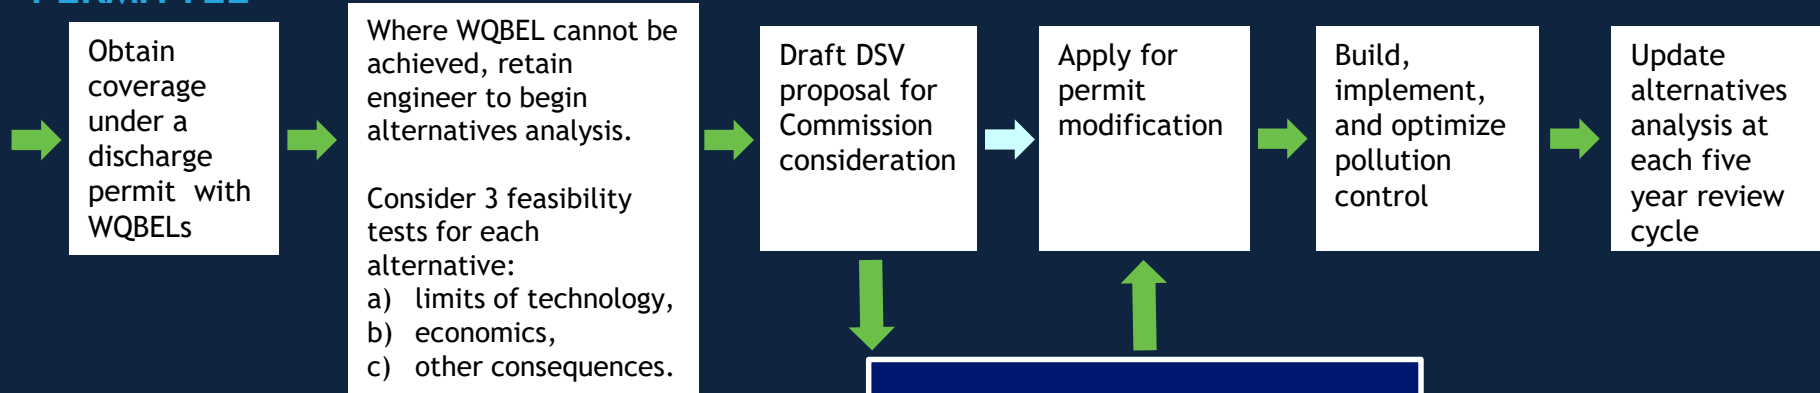 PERMITTEE
Obtain
coverage
under a
discharge
permit with
WQBELs
Where WQBEL cannot be
achieved, retain
engineer to begin
alternatives analysis.
Consider 3 feasibility
tests for each
alternative:
a) limits of technology,
b) economics,
c) other consequences.
Draft DSV
proposal for
Commission
consideration
Apply for
permit
modification
Build,
implement,
and optimize
pollution
control
Update
alternatives
analysis at
each five
year review
cycle